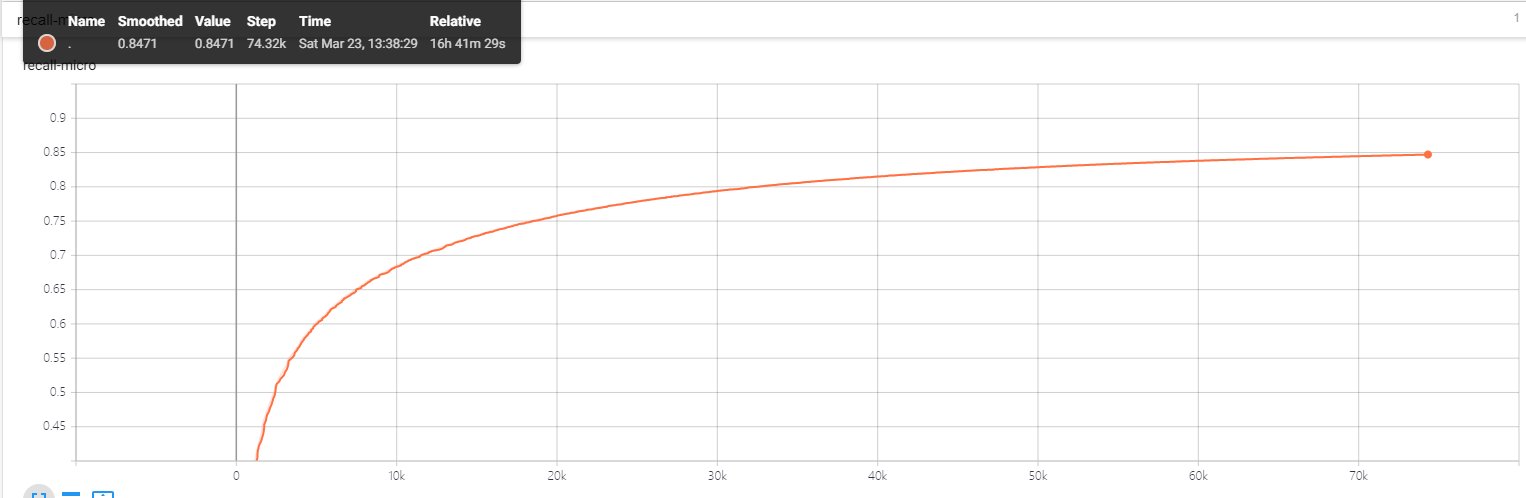 recall-m
1
Name Smoothed Value Step Time Relative
. 0.8471 0.8471 74.32k Sat Mar 23, 13:38:29 16h 41m 29s
recall-micro
0.9
0.85
0.8
0.75
0.7
0.65
0.6
0.55
0.5
0.45
0 10k 20k 30k 40k 50k 60k 70k